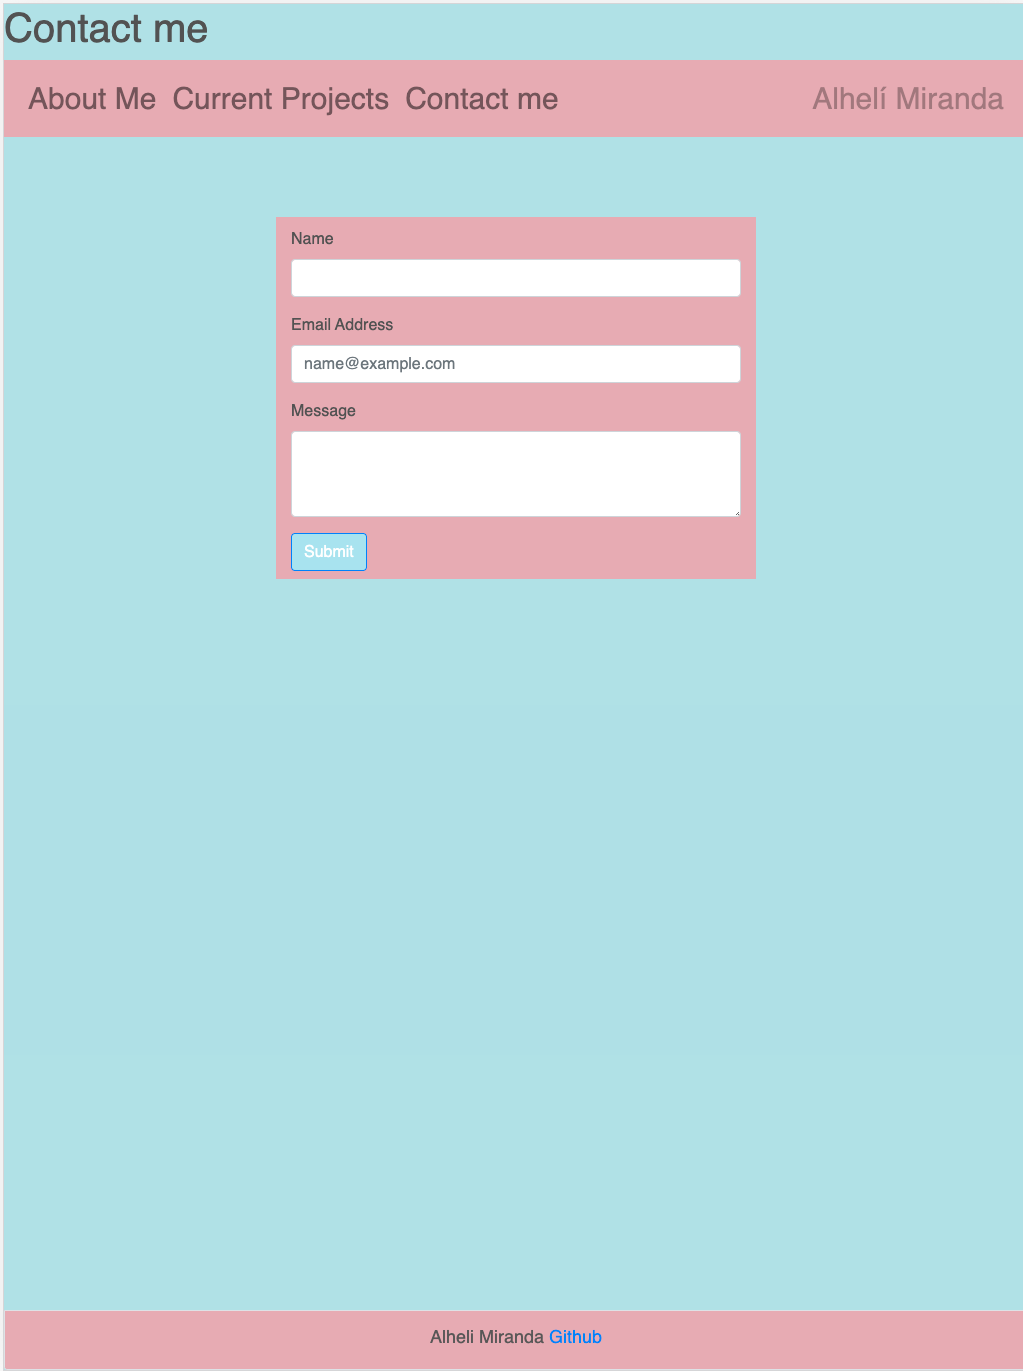 Contact me
About Me Current Projects Contact me Alhelí Miranda
Name
Email Address
name@example.com
Message
Submit
Alheli Miranda Github